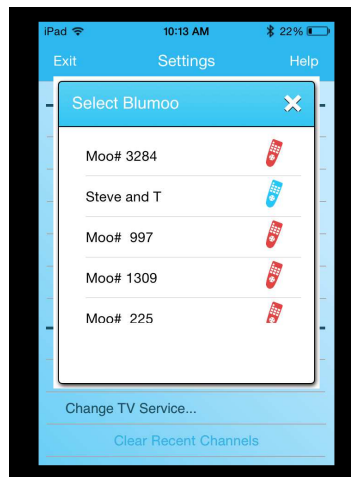 iPad 10:13 AM 22%
Exit Settings Help
Select Blumoo
Moo# 3284
Steve and T
Moo# 997
Moo# 1309
Moo# 225
Change TV Service...
Clear Recent Channels